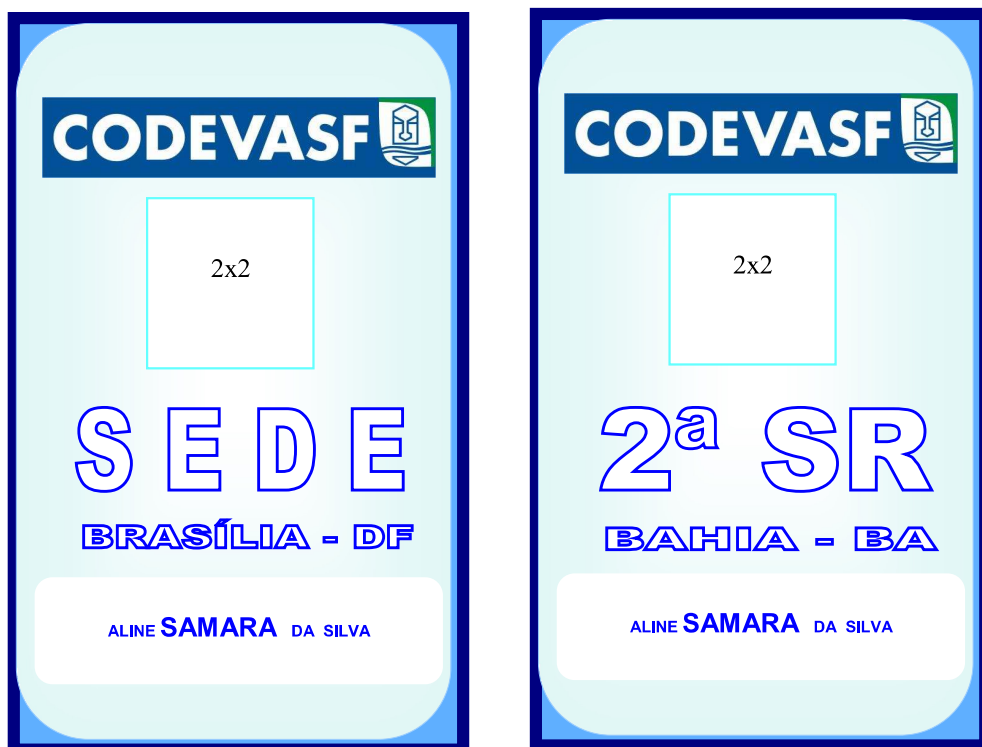 CODEVASF
2x2
S E D E
BRASÍLIA - DF
ALINE SAMARA DA SILVA
CODEVASF
2x2
2ª SR
BAHIA - BA
ALINE SAMARA DA SILVA